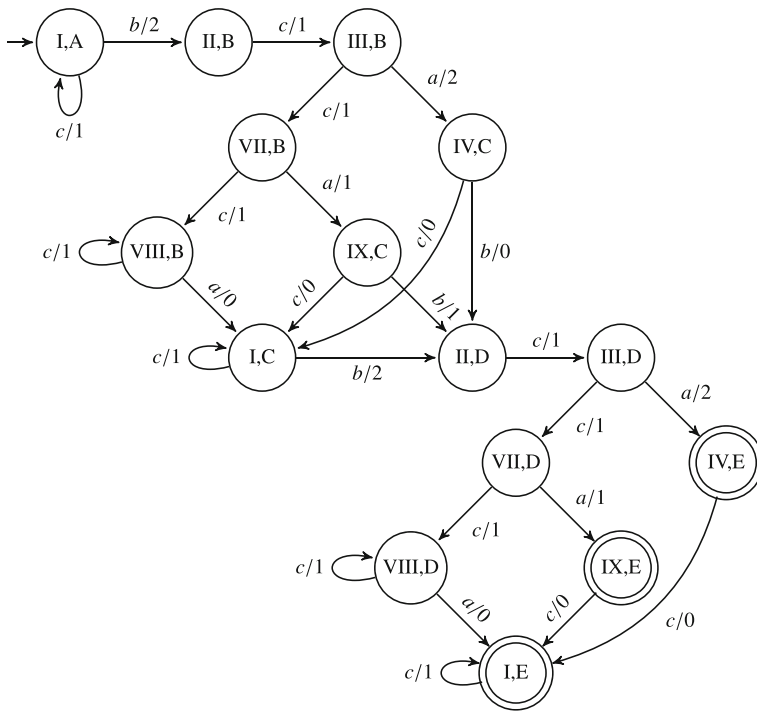 b/2 c/1
I,A II,B III,B
a/2
c/1 c/1
VII,B IV,C
a/1
c/1 c/0
c/1 VIII,B IX,C b/0
a/0 c/0 b/1
c/1 I,C II,D c/1 III,D
b/2
a/2
c/1
VII,D IV,E
a/1
c/1
c/1 VIII,D IX,E
a/0 c/0 c/0
c/1 I,E